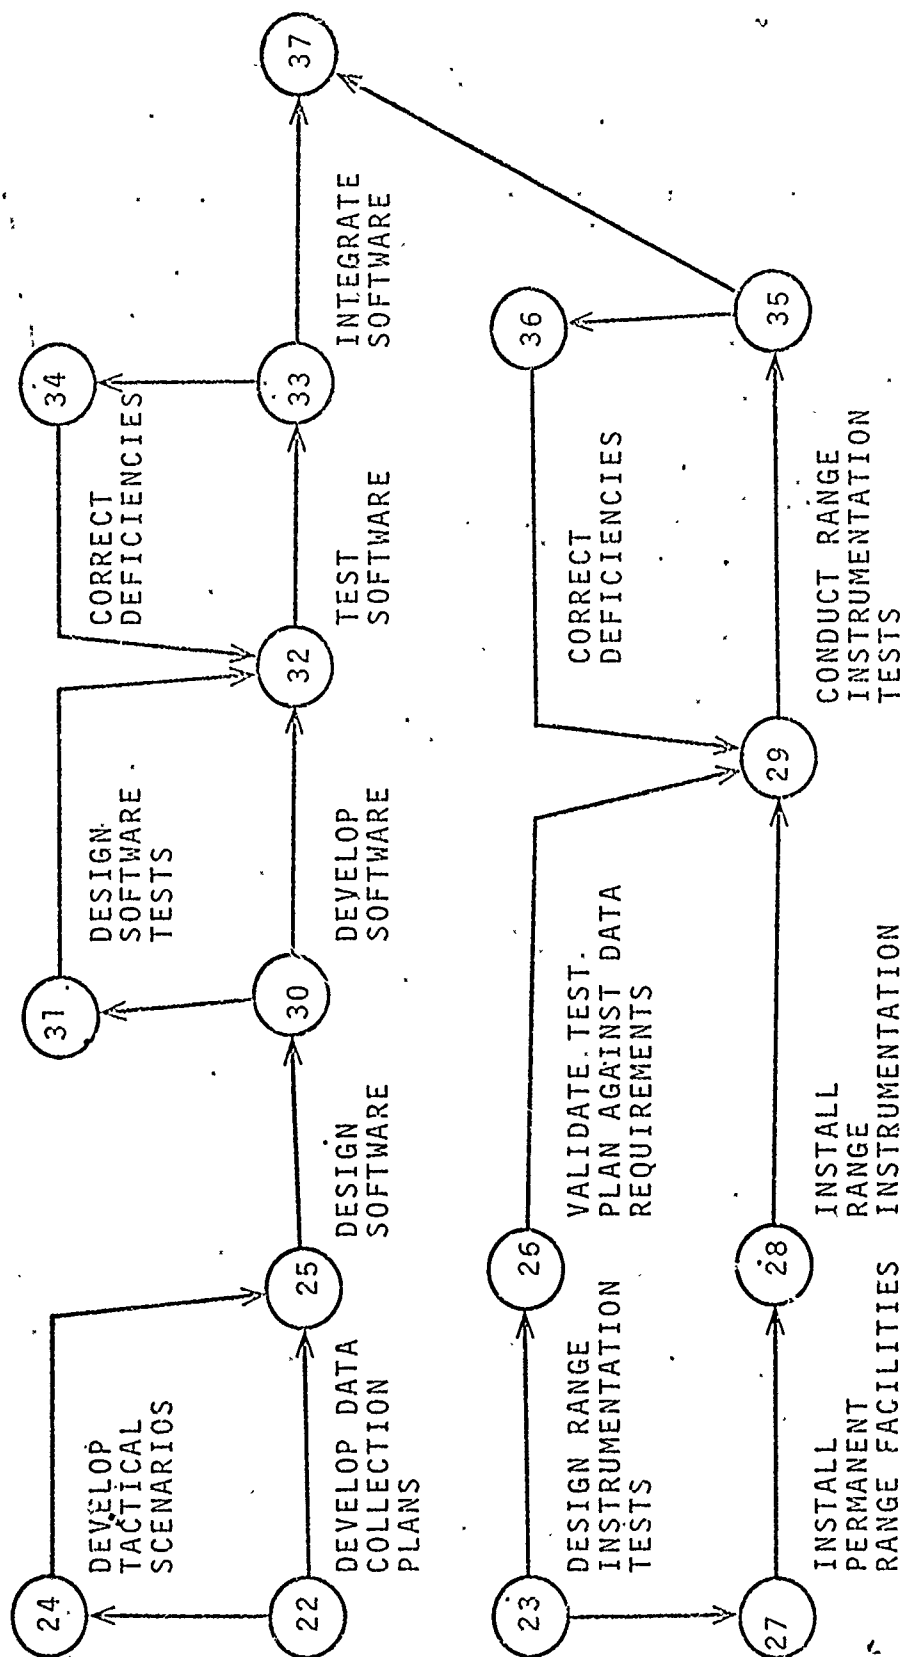 24
DEVELOP
TACTICAL
SCENARIOS
31
DESIGN
SOFTWARE
TESTS
34
CORRECT
DEFICIENCIES
22
DEVELOP DATA
COLLECTION
PLANS
25
DESIGN
SOFTWARE
30
DEVELOP
SOFTWARE
32
TEST
SOFTWARE
33
INTEGRATE
SOFTWARE
37
23
DESIGN RANGE
INSTRUMENTATION
TESTS
26
VALIDATE TEST
PLAN AGAINST DATA
REQUIREMENTS
CORRECT
DEFICIENCIES
36
27
INSTALL
PERMANENT
RANGE FACILITIES
28
INSTALL
RANGE
INSTRUMENTATION
29
CONDUCT RANGE
INSTRUMENTATION
TESTS
35